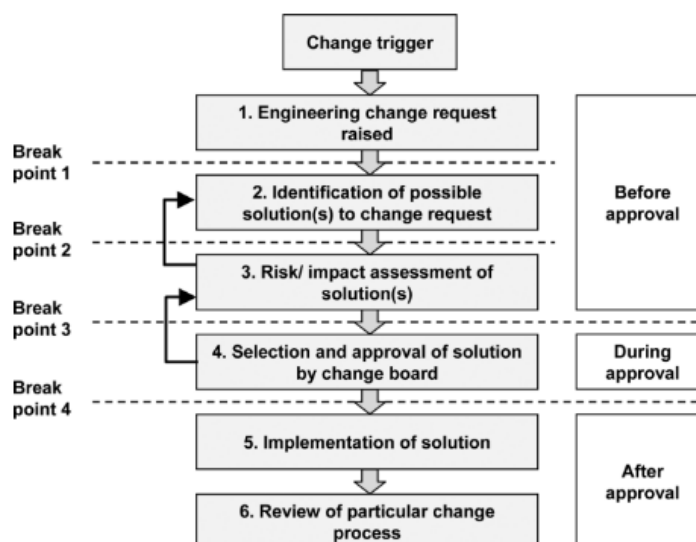 Change trigger
1. Engineering change request
raised
Break
point 1
2. Identification of possible
solution(s) to change request
Before
approval
Break
point 2
3. Risk/ impact assessment of
solution(s)
Break
point 3
4. Selection and approval of solution
by change board
During
approval
Break
point 4
5. Implementation of solution
After
approval
6. Review of particular change
process